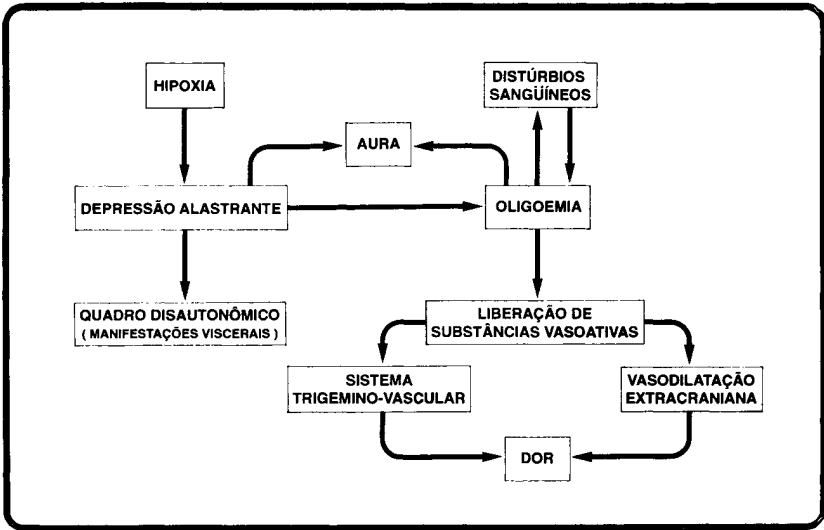 HIPOXIA
DISTÚRBIOS
SANGÜÍNEOS
AURA
DEPRESSÃO ALASTRANTE
OLIGOEMIA
QUADRO DISAUTONÔMICO
( MANIFESTAÇÕES VISCERAIS )
LIBERAÇÃO DE
SUBSTÂNCIAS VASOATIVAS
SISTEMA
TRIGEMINO-VASCULAR
VASODILATAÇÃO
EXTRACRANIANA
DOR